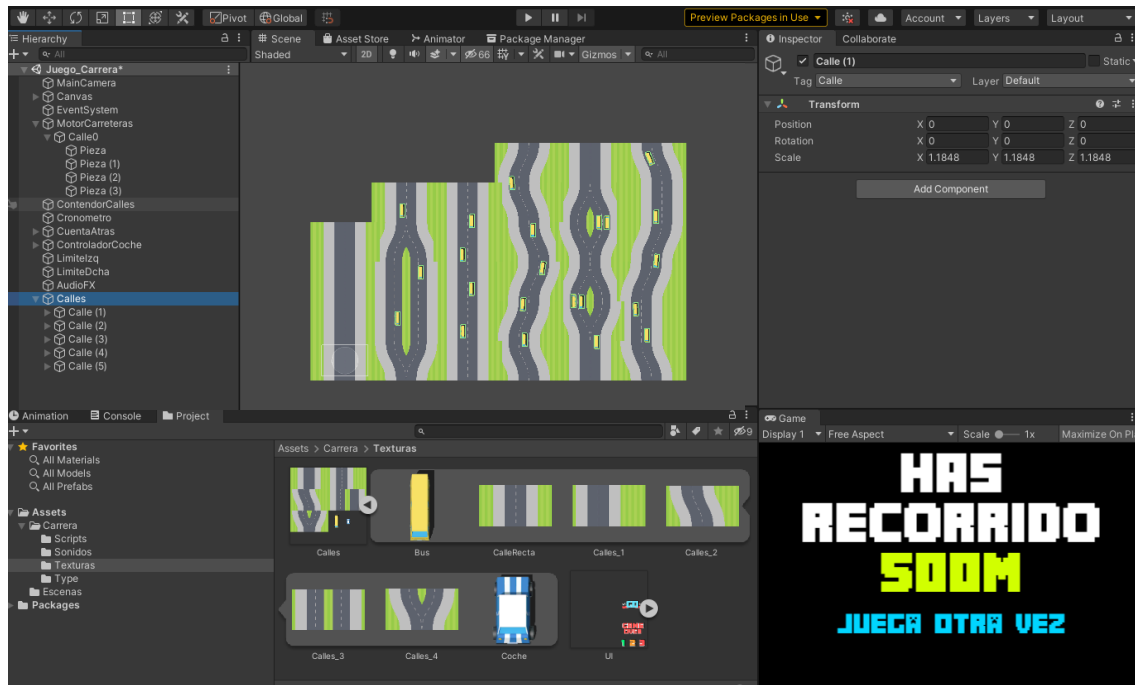 Pivot Global Preview Packages in Use Account Layers Layout
Hierarchy Scene Asset Store Animator Package Manager Inspector Collaborate
All Shaded 2D 66 Gizmos All Calle (1) Static
Juego_Carrera* Tag Calle Layer Default
MainCamera
Canvas Transform
EventSystem
MotorCarreteras Position X 0 Y 0 Z 0
Calle0 Rotation X 0 Y 0 Z 0
Pieza Scale X 1.1848 Y 1.1848 Z 1.1848
Pieza (1)
Pieza (2)
Pieza (3) Add Component
ContendorCalles
Cronometro
CuentaAtras
ControladorCoche
LimiteIzq
LimiteDcha
AudioFX
Calles
Calle (1)
Calle (2)
Calle (3)
Calle (4)
Calle (5)
Animation Console Project Game
9 Display 1 Free Aspect Scale 1x Maximize On Pl
Favorites Assets > Carrera > Texturas
All Materials
All Models
All Prefabs
Assets
Carrera
Scripts
Sonidos
Texturas
Type
Escenas
Packages
Calles Bus CalleRecta Calles_1 Calles_2
Calles_3 Calles_4 Coche UI
HAS
RECORRIDO
500M
JUEGA OTRA VEZ